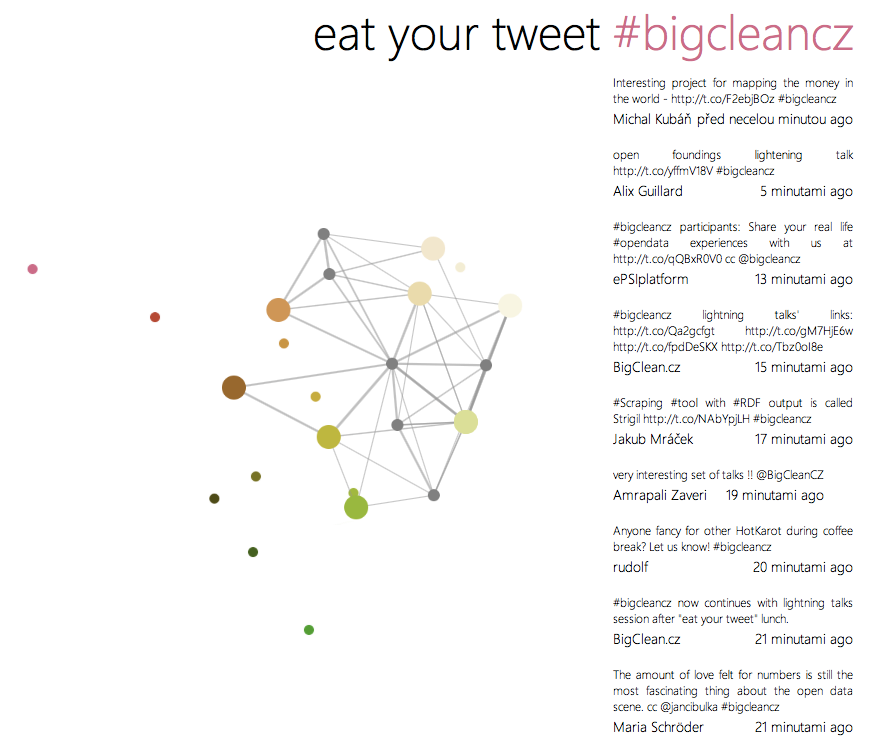 eat your tweet #bigcleancz
Interesting project for mapping the money in
the world - http://t.co/F2ebjBOz #bigcleancz
Michal Kubáň před necelou minutou ago
open foundings lightening talk
http://t.co/yffmV18V #bigcleancz
Alix Guillard 5 minutami ago
#bigcleancz participants: Share your real life
#opendata experiences with us at
http://t.co/qQBxR0V0 cc @bigcleancz
ePSIplatform 13 minutami ago
#bigcleancz lightning talks' links:
http://t.co/Qa2gcfgt http://t.co/gM7HjE6w
http://t.co/fpdDeSKX http://t.co/Tbz0oI8e
BigClean.cz 15 minutami ago
#Scraping #tool with #RDF output is called
Strigil http://t.co/NAbYpjLH #bigcleancz
Jakub Mráček 17 minutami ago
very interesting set of talks !! @BigCleanCZ
Amrapali Zaveri 19 minutami ago
Anyone fancy for other HotKarot during coffee
break? Let us know! #bigcleancz
rudolf 20 minutami ago
#bigcleancz now continues with lightning talks
session after "eat your tweet" lunch.
BigClean.cz 21 minutami ago
The amount of love felt for numbers is still the
most fascinating thing about the open data
scene. cc @jancibulka #bigcleancz
Maria Schröder 21 minutami ago